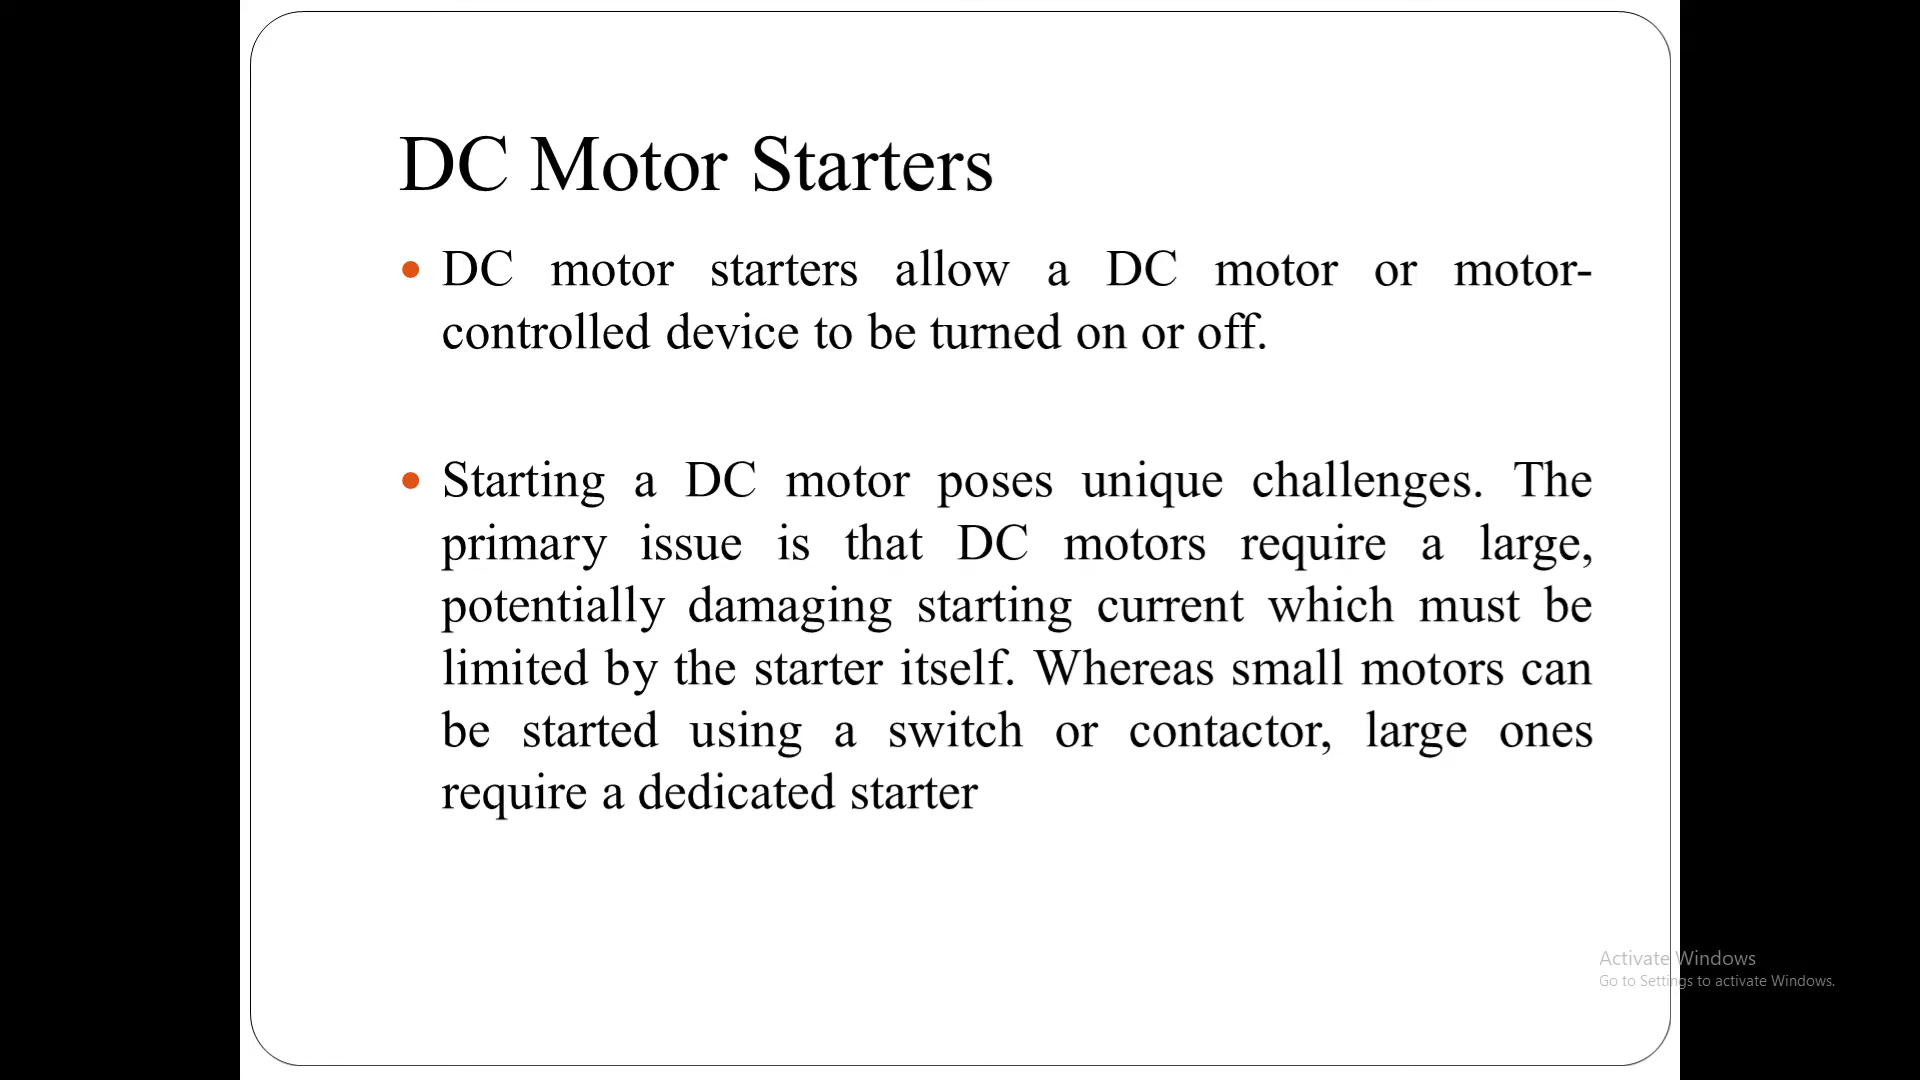 DC Motor Starters
DC motor starters allow a DC motor or motor-
controlled device to be turned on or off.
Starting a DC motor poses unique challenges. The
primary issue is that DC motors require a large,
potentially damaging starting current which must be
limited by the starter itself. Whereas small motors can
be started using a switch or contactor, large ones
require a dedicated starter
Activate Windows
Go to Settings to activate Windows.